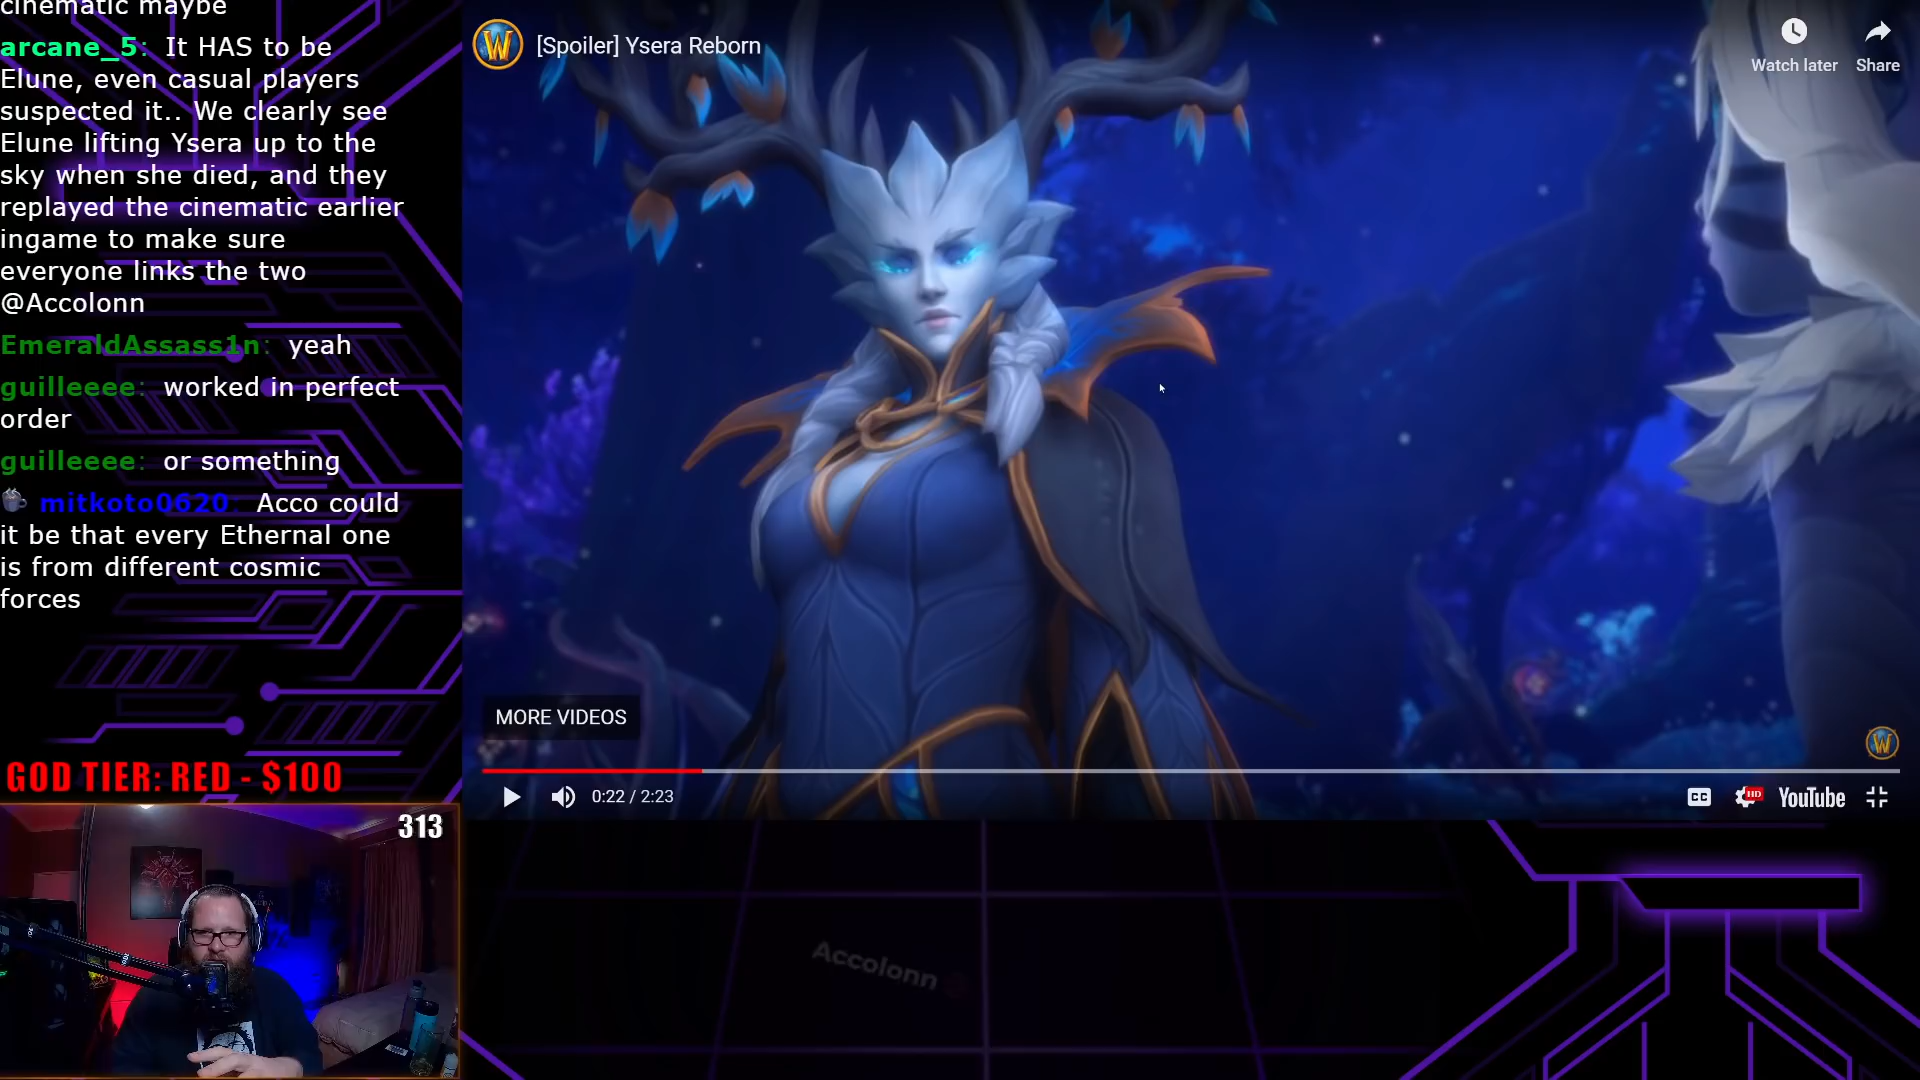 cinematic maybe
arcane_5: It HAS to be
Elune, even casual players
suspected it.. We clearly see
Elune lifting Ysera up to the
sky when she died, and they
replayed the cinematic earlier
ingame to make sure
everyone links the two
@Accolonn
EmeraldAssass1n: yeah
guilleeee: worked in perfect
order
guilleeee: or something
mitkoto0620: Acco could
it be that every Ethernal one
is from different cosmic
forces
GOD TIER: RED - $100
313
W
[Spoiler] Ysera Reborn
Watch later
Share
MORE VIDEOS
W
0:22 / 2:23
CC
HD
YouTube
Accolonn